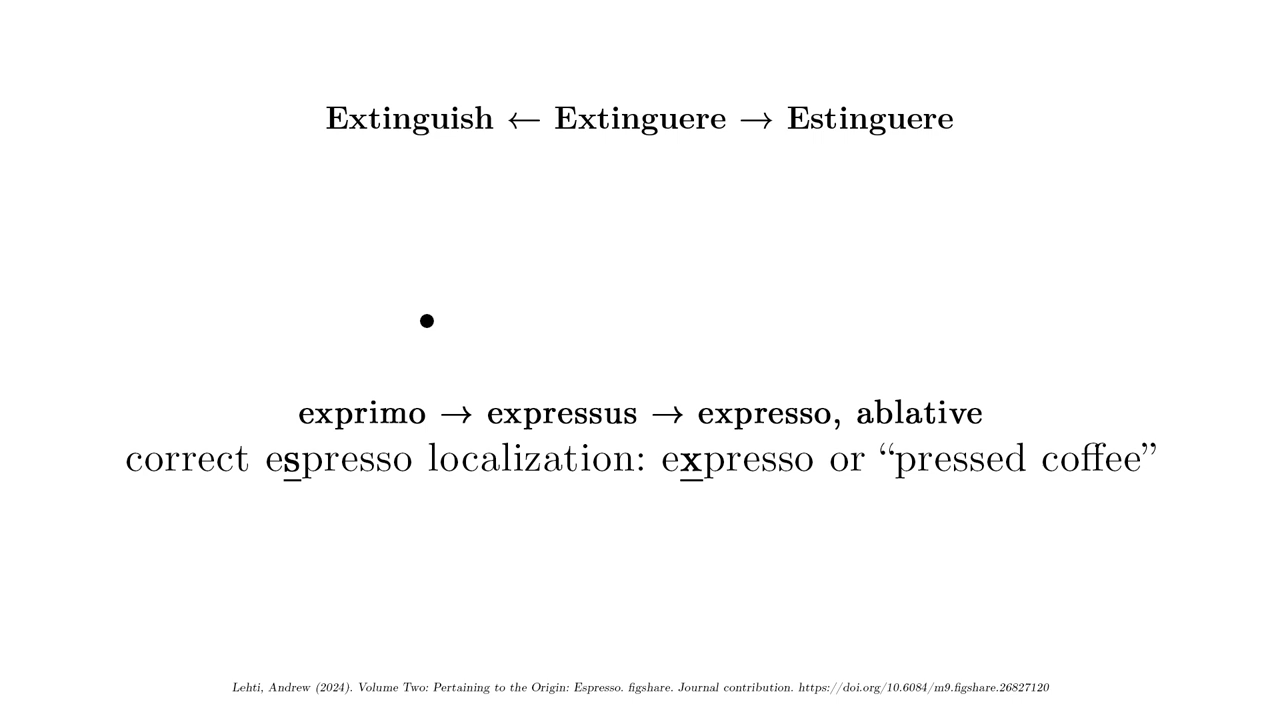 Extinguish ← Extinguere → Estinguere
exprimo → expressus → expresso, ablative
correct espresso localization: expresso or “pressed coffee”
Lehti, Andrew (2024). Volume Two: Pertaining to the Origin: Espresso. figshare. Journal contribution. https://doi.org/10.6084/m9.figshare.26827120